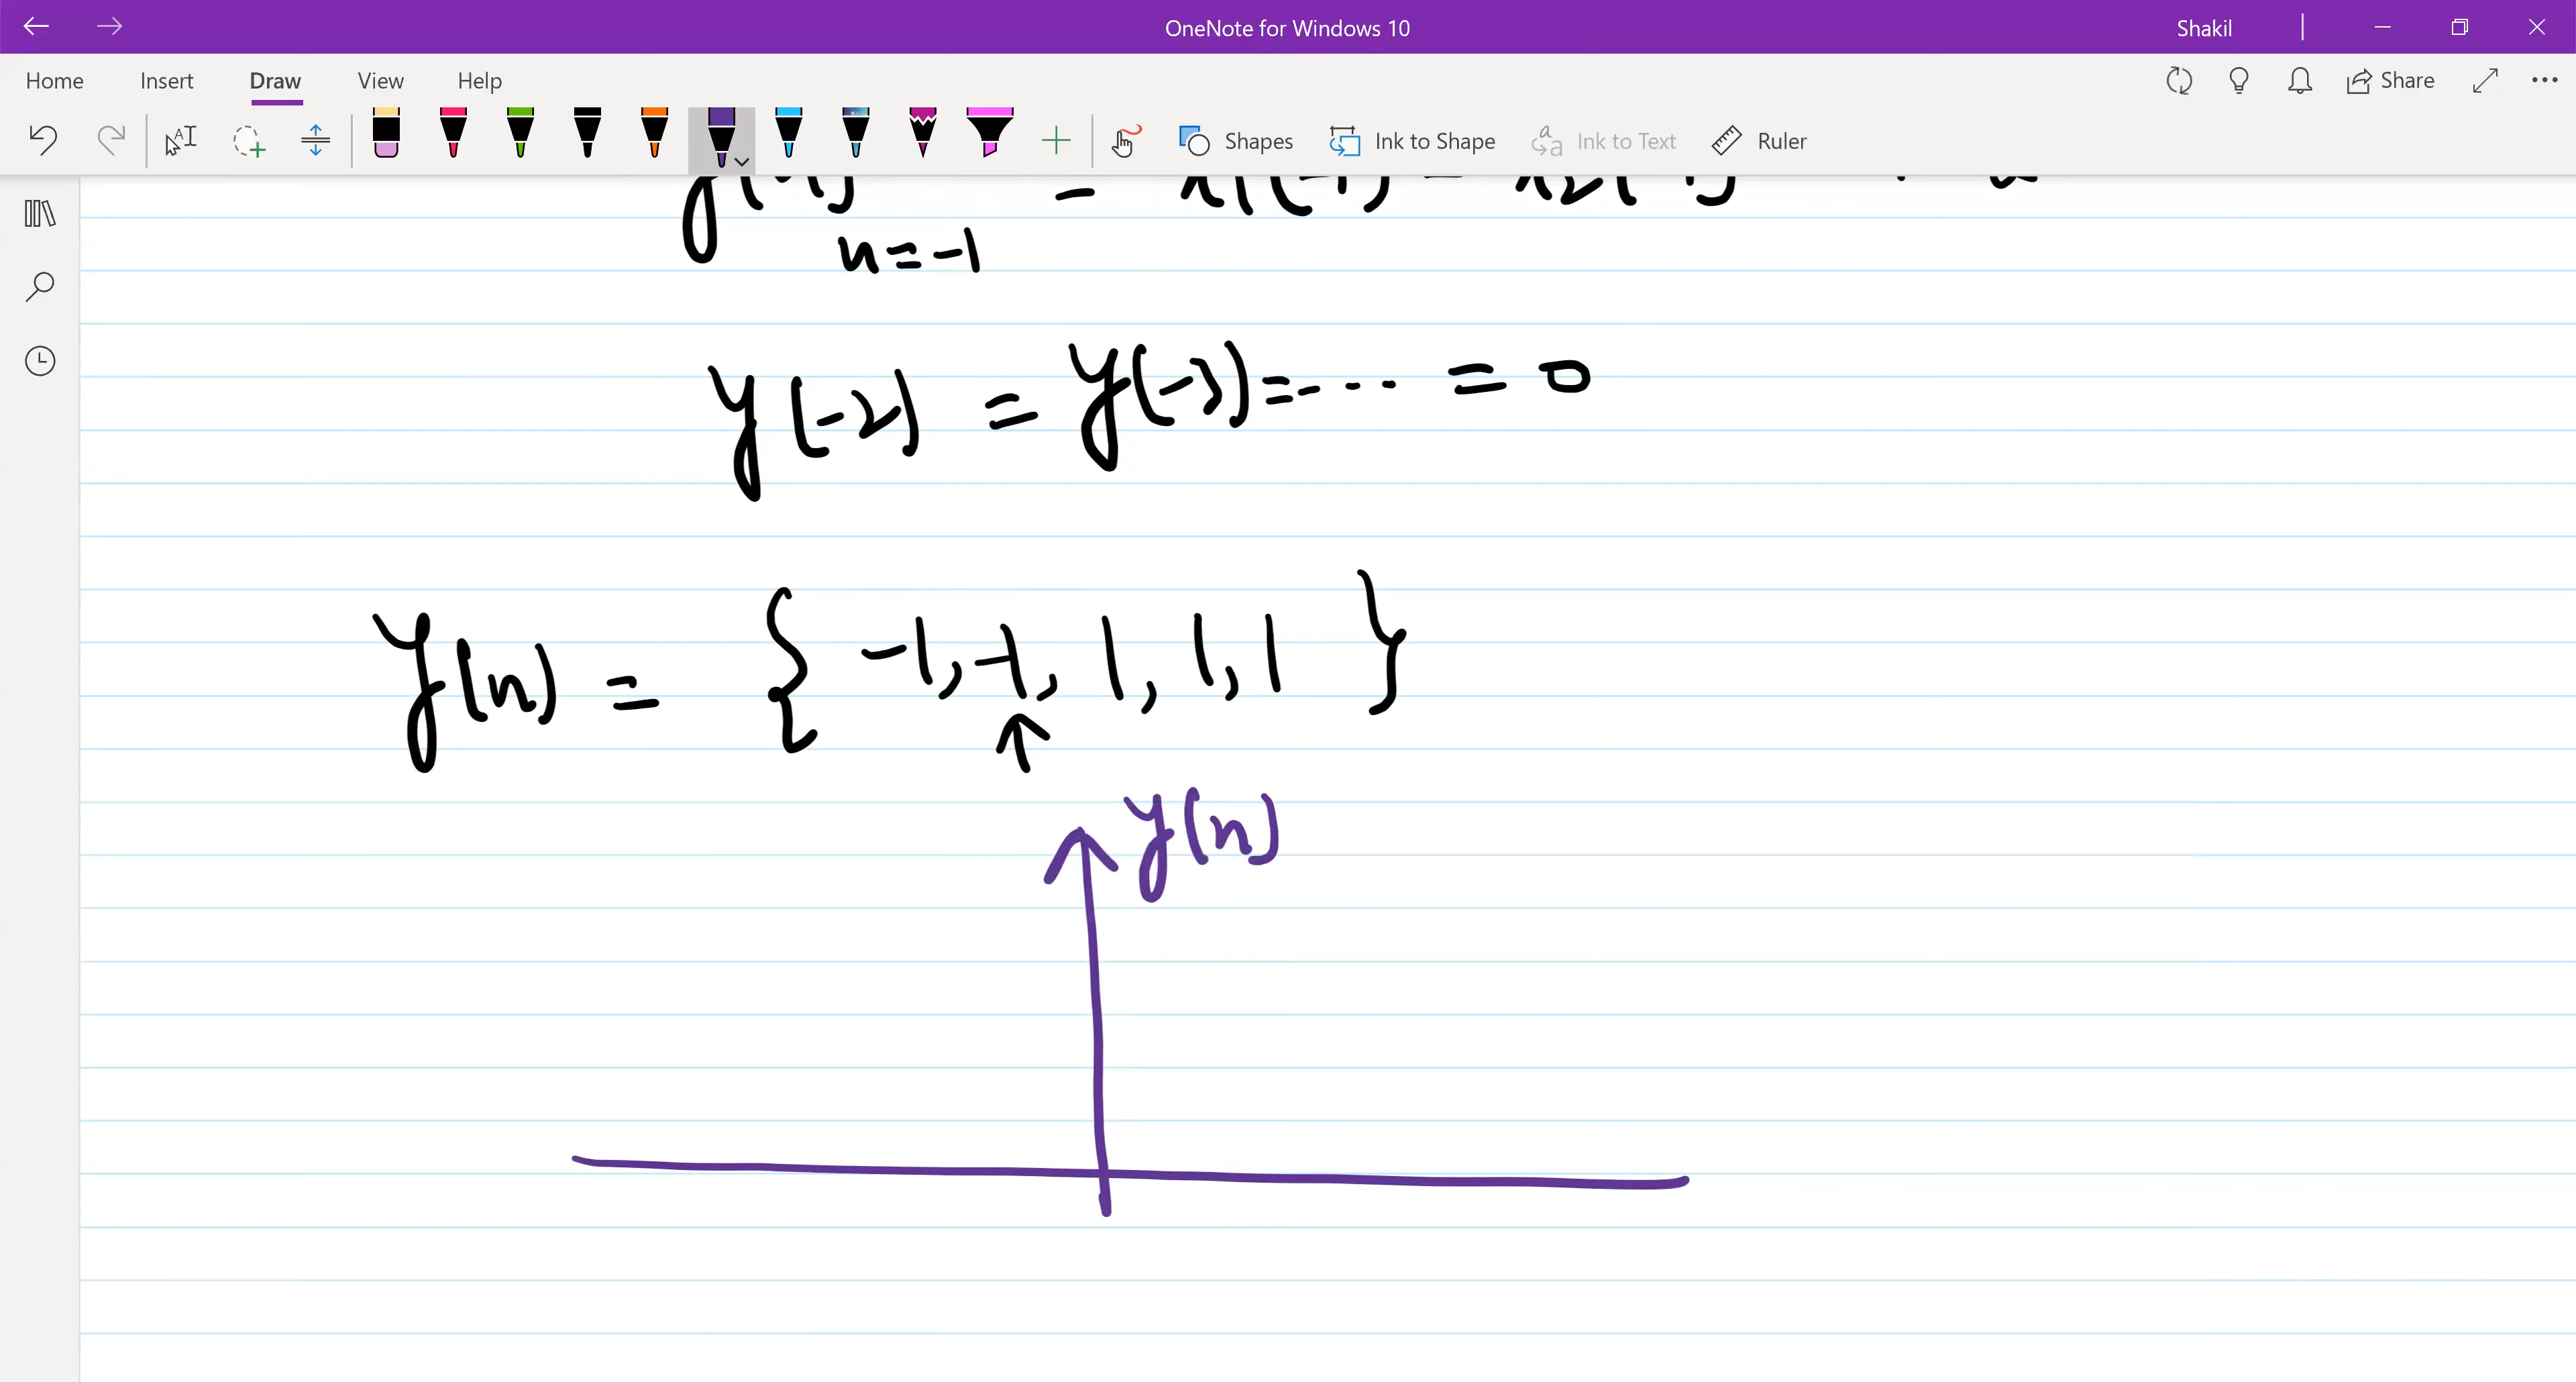 OneNote for Windows 10 Shakil
Home Insert Draw View Help Share
Shapes Ink to Shape Ink to Text Ruler
n=-1
y(-2) = y(-3)=---- = 0
y(n) = { -1, -1, 1, 1, 1 }
↑
y(n)